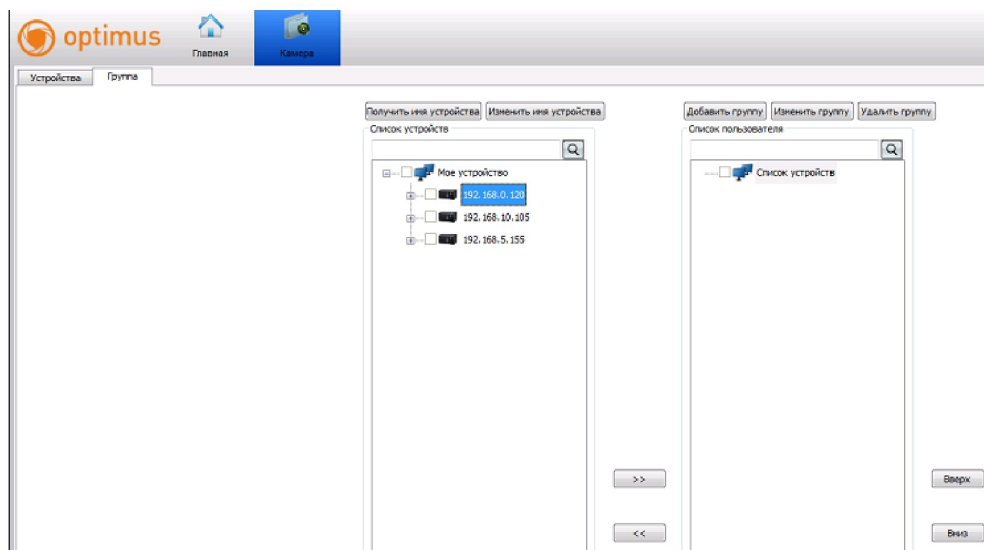 optimus
Главная
Камера
Устройства
Группа
Получить имя устройства
Изменить имя устройства
Добавить группу
Изменить группу
Удалить группу
Список устройств
Список пользователя
Мое устройство
192.168.0.120
192.168.10.105
192.168.5.155
Список устройств
>>
Вверх
<<
Вниз